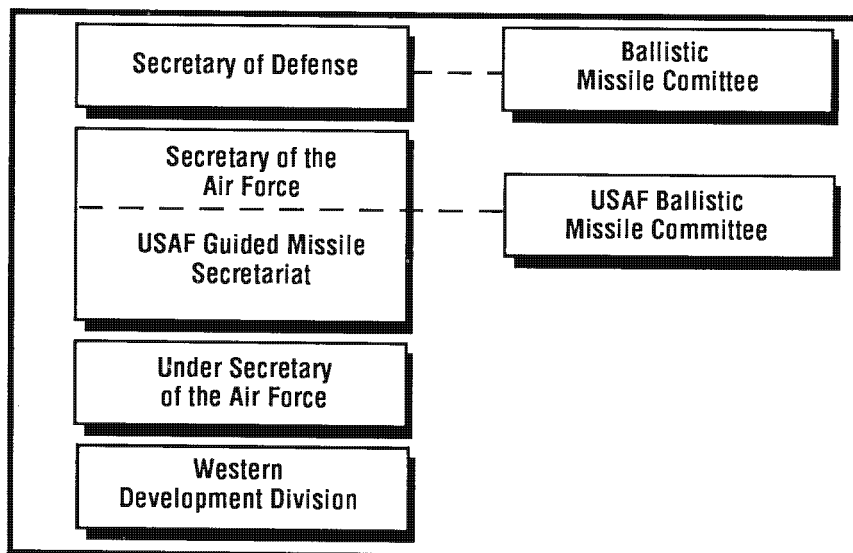 Secretary of Defense
Ballistic
Missile Comittee
Secretary of the
Air Force
USAF Guided Missile
Secretariat
USAF Ballistic
Missile Committee
Under Secretary
of the Air Force
Western
Development Division